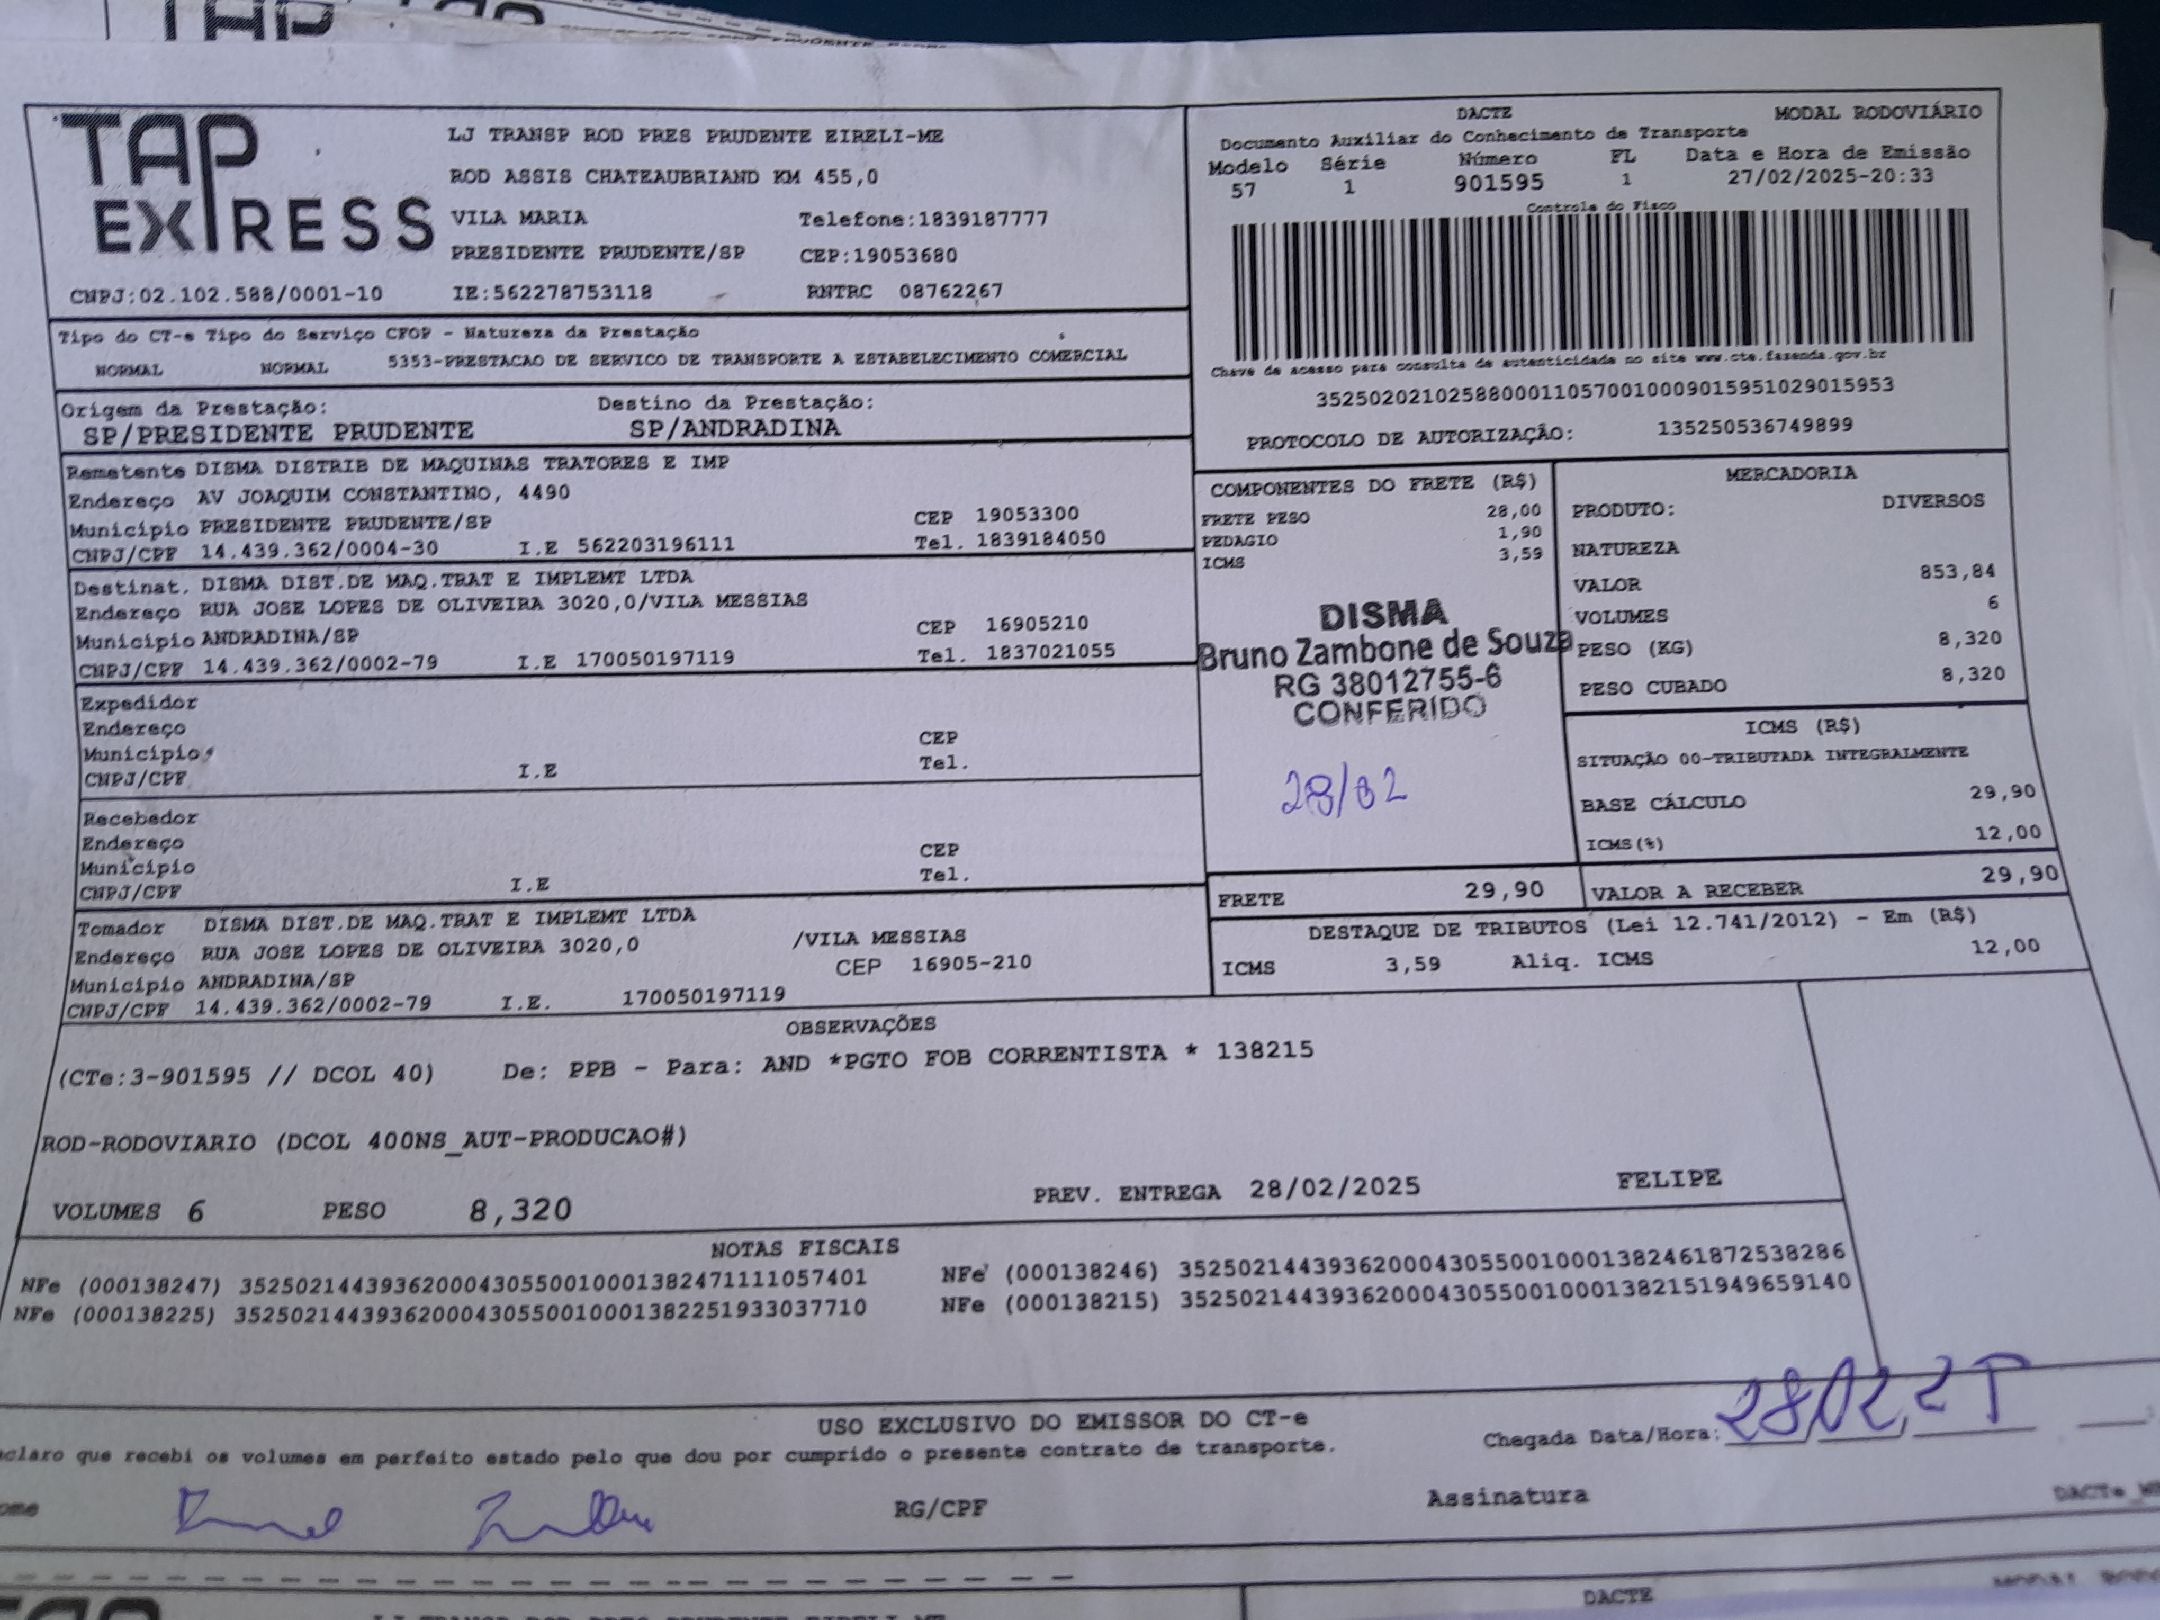 TAP
EXPRESS
LJ TRANSP ROD PRES PRUDENTE EIRELI-ME
ROD ASSIS CHATEAUBRIAND KM 455,0
VILA MARIA Telefone:1839187777
PRESIDENTE PRUDENTE/SP CEP:19053680
CNPJ:02.102.588/0001-10 IE:562278753118 RNTRC 08762267
DACTE MODAL RODOVIÁRIO
Documento Auxiliar do Conhecimento de Transporte
Modelo Série Número FL Data e Hora de Emissão
57 1 901595 1 27/02/2025-20:33
Controle do Fisco
Chave de acesso para consulta de autenticidade no site www.cte.fazenda.gov.br
35250202102588000110570010009015951029015953
PROTOCOLO DE AUTORIZAÇÃO: 135250536749899
Tipo do CT-e Tipo do Serviço CFOP - Natureza da Prestação
NORMAL NORMAL 5353-PRESTACAO DE SERVICO DE TRANSPORTE A ESTABELECIMENTO COMERCIAL
Origem da Prestação: Destino da Prestação:
SP/PRESIDENTE PRUDENTE SP/ANDRADINA
Remetente DISMA DISTRIB DE MAQUINAS TRATORES E IMP
Endereço AV JOAQUIM CONSTANTINO, 4490
Município PRESIDENTE PRUDENTE/SP CEP 19053300
CNPJ/CPF 14.439.362/0004-30 I.E 562203196111 Tel. 1839184050
Destinat. DISMA DIST.DE MAQ.TRAT E IMPLEMT LTDA
Endereço RUA JOSE LOPES DE OLIVEIRA 3020,0/VILA MESSIAS
Município ANDRADINA/SP CEP 16905210
CNPJ/CPF 14.439.362/0002-79 I.E 170050197119 Tel. 1837021055
Expedidor
Endereço
Município CEP
CNPJ/CPF I.E Tel.
Recebedor
Endereço
Município CEP
CNPJ/CPF I.E Tel.
Tomador DISMA DIST.DE MAQ.TRAT E IMPLEMT LTDA
Endereço RUA JOSE LOPES DE OLIVEIRA 3020,0 /VILA MESSIAS
Município ANDRADINA/SP CEP 16905-210
CNPJ/CPF 14.439.362/0002-79 I.E. 170050197119
COMPONENTES DO FRETE (R$)
FRETE PESO 28,00
PEDAGIO 1,90
ICMS 3,59
DISMA
Bruno Zambone de Souza
RG 38012755-6
CONFERIDO
28/02
MERCADORIA
PRODUTO: DIVERSOS
NATUREZA
VALOR 853,84
VOLUMES 6
PESO (KG) 8,320
PESO CUBADO 8,320
ICMS (R$)
SITUAÇÃO 00-TRIBUTADA INTEGRALMENTE
BASE CÁLCULO 29,90
ICMS(%) 12,00
FRETE 29,90 VALOR A RECEBER 29,90
DESTAQUE DE TRIBUTOS (Lei 12.741/2012) - Em (R$)
ICMS 3,59 Aliq. ICMS 12,00
OBSERVAÇÕES
(CTe:3-901595 // DCOL 40) De: PPB - Para: AND *PGTO FOB CORRENTISTA * 138215
ROD-RODOVIARIO (DCOL 400NS_AUT-PRODUCAO#)
VOLUMES 6 PESO 8,320 PREV. ENTREGA 28/02/2025 FELIPE
NOTAS FISCAIS
NFe (000138247) 35250214439362000430550010001382471111057401 NFe (000138246) 35250214439362000430550010001382461872538286
NFe (000138225) 35250214439362000430550010001382251933037710 NFe (000138215) 35250214439362000430550010001382151949659140
USO EXCLUSIVO DO EMISSOR DO CT-e
claro que recebi os volumes em perfeito estado pelo que dou por cumprido o presente contrato de transporte. Chegada Data/Hora: 28/02/25
ome RG/CPF Assinatura
DACTe
DACTE
LJ TRANSP ROD PRES PRUDENTE EIRELI-ME